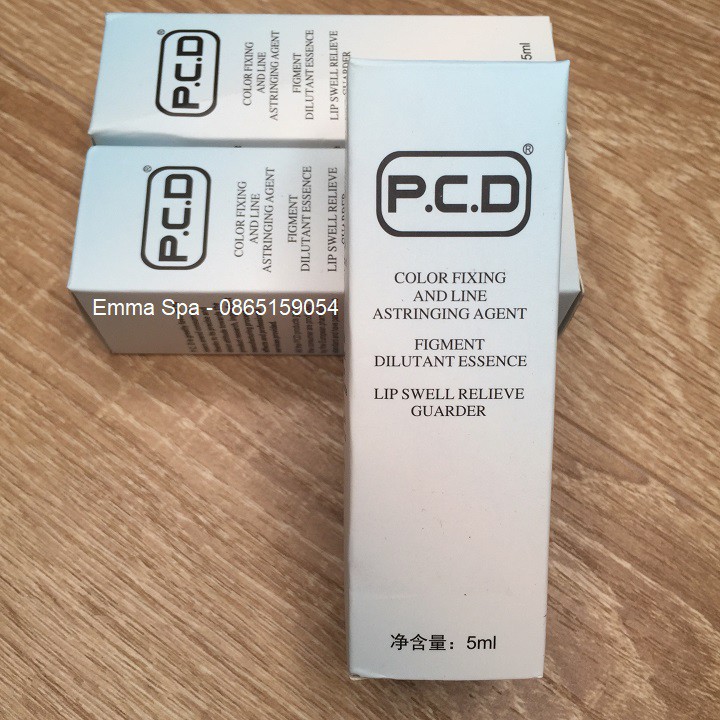 P.C.D ®
COLOR FIXING
AND LINE
ASTRINGING AGENT
FIGMENT
DILUTANT ESSENCE
LIP SWELL RELIEVE
GUARDER
5ml
P.C.D ®
COLOR FIXING
AND LINE
ASTRINGING AGENT
FIGMENT
DILUTANT ESSENCE
LIP SWELL RELIEVE
Emma Spa - 0865159054
P.C.D ®
COLOR FIXING
AND LINE
ASTRINGING AGENT
FIGMENT
DILUTANT ESSENCE
LIP SWELL RELIEVE
GUARDER
净含量：5ml